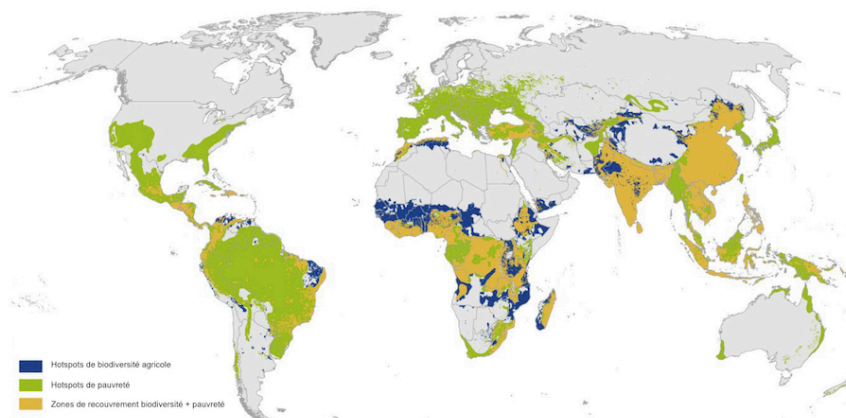 Hotspots de biodiversité agricole
Hotspots de pauvreté
Zones de recouvrement biodiversité + pauvreté